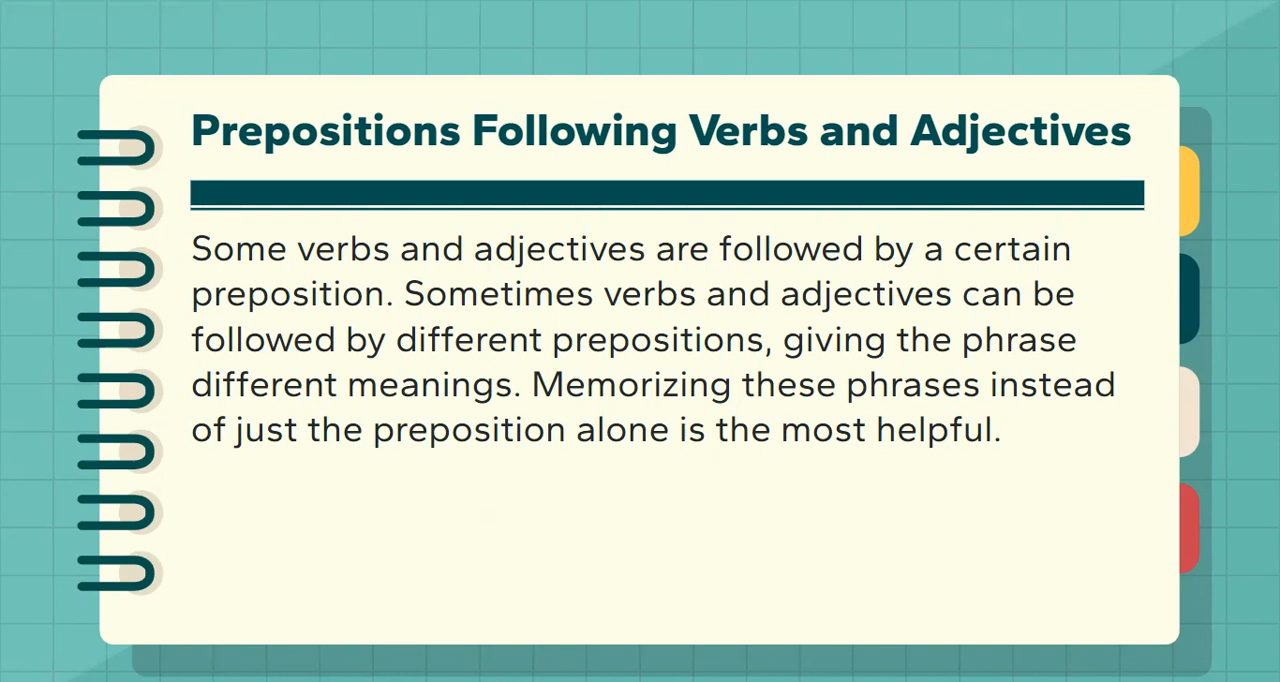 Prepositions Following Verbs and Adjectives
Some verbs and adjectives are followed by a certain
preposition. Sometimes verbs and adjectives can be
followed by different prepositions, giving the phrase
different meanings. Memorizing these phrases instead
of just the preposition alone is the most helpful.